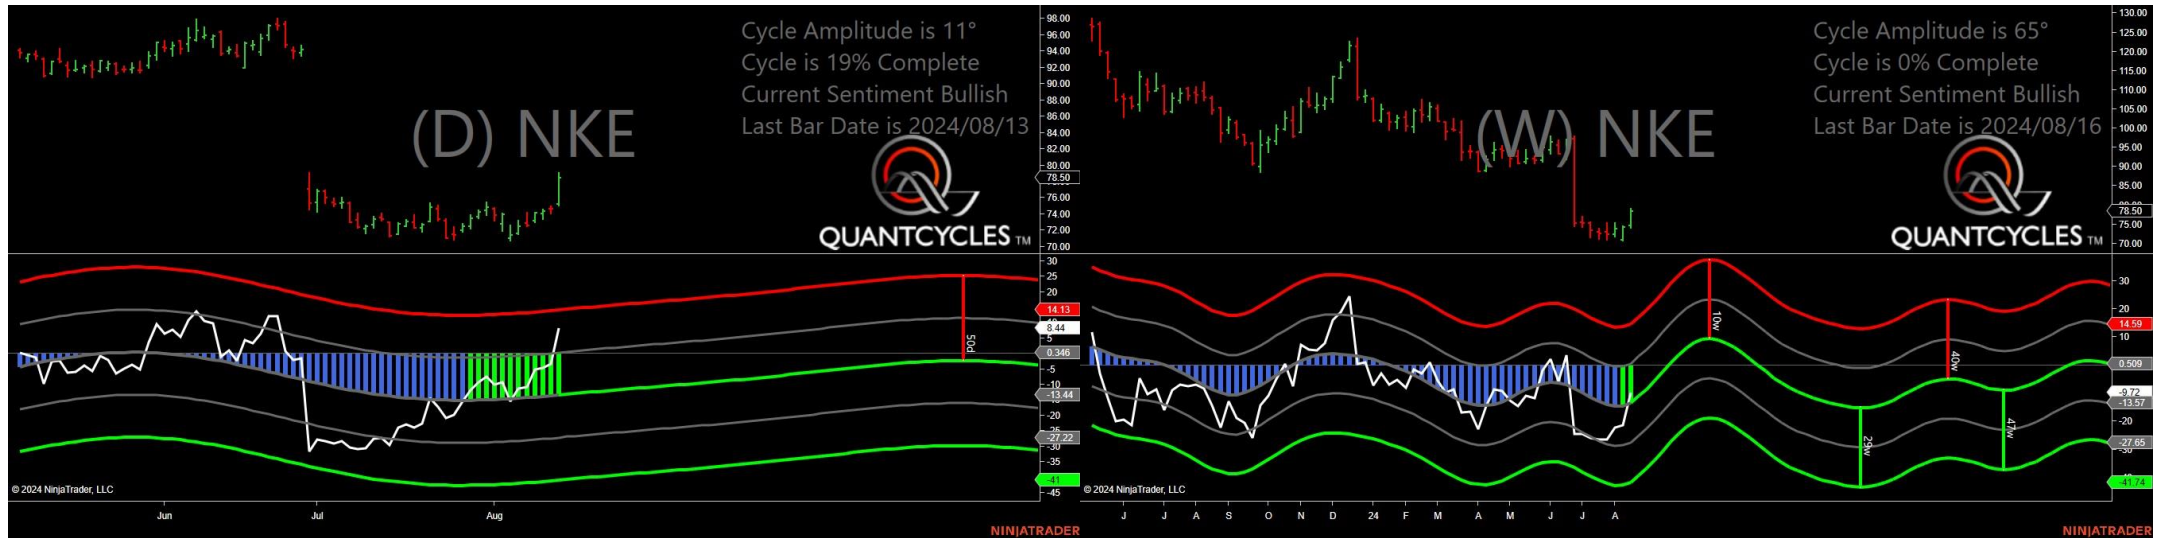 Cycle Amplitude is 11°
Cycle is 19% Complete
Current Sentiment Bullish
Last Bar Date is 2024/08/13
(D) NKE
QUANTCYCLES TM
98.00
96.00
94.00
92.00
90.00
88.00
86.00
84.00
82.00
80.00
78.50
76.00
74.00
72.00
70.00
30
25
20
14.13
8.44
5
0.346
-5
-10
-13.44
-20
-27.22
-30
-35
-41
-45
50d
© 2024 NinjaTrader, LLC
Jun
Jul
Aug
NINJATRADER
Cycle Amplitude is 65°
Cycle is 0% Complete
Current Sentiment Bullish
Last Bar Date is 2024/08/16
(W) NKE
QUANTCYCLES TM
130.00
125.00
120.00
115.00
110.00
105.00
100.00
95.00
90.00
85.00
78.50
75.00
70.00
30
20
14.59
10
0.509
-9.72
-13.57
-20
-27.65
-30
-41.74
10w
29w
40w
47w
© 2024 NinjaTrader, LLC
J
J
A
S
O
N
D
24
F
M
A
M
J
J
A
NINJATRADER